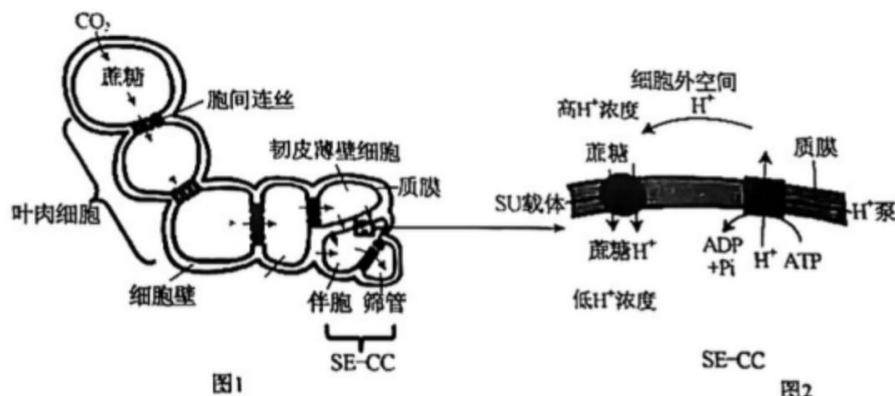 CO₂
蔗糖
胞间连丝
韧皮薄壁细胞
质膜
叶肉细胞
细胞壁
伴胞 筛管
SE-CC
图1
细胞外空间
高H⁺浓度
H⁺
蔗糖
质膜
SU载体
H⁺泵
蔗糖H⁺
ADP
+Pi
H⁺
ATP
低H⁺浓度
SE-CC
图2